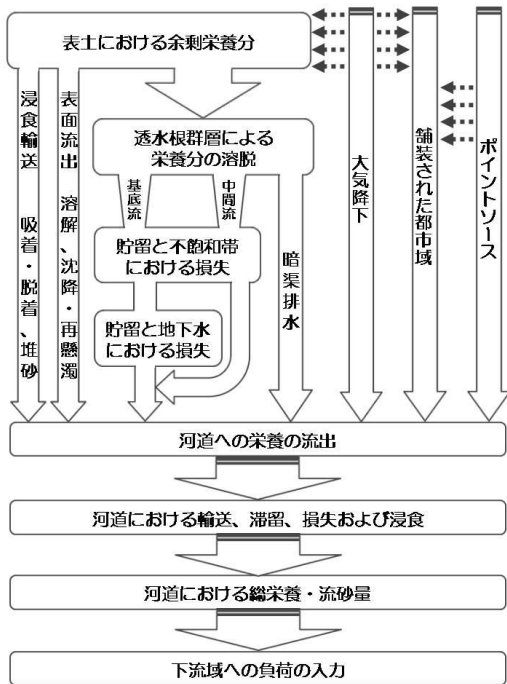 表土における余剰栄養分
浸食輸送　吸着・脱着、堆砂
表面流出　溶解、沈降・再懸濁
透水根群層による
栄養分の溶脱
基底流
中間流
貯留と不飽和帯
における損失
貯留と地下水
における損失
暗渠排水
大気降下
舗装された都市域
ポイントソース
河道への栄養の流出
河道における輸送、滞留、損失および浸食
河道における総栄養・流砂量
下流域への負荷の入力